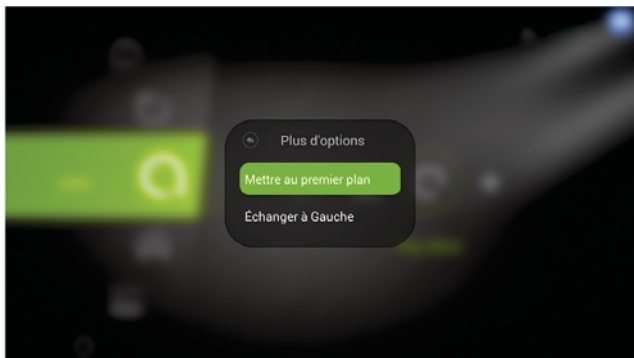 Plus d'options
Mettre au premier plan
Échanger à Gauche